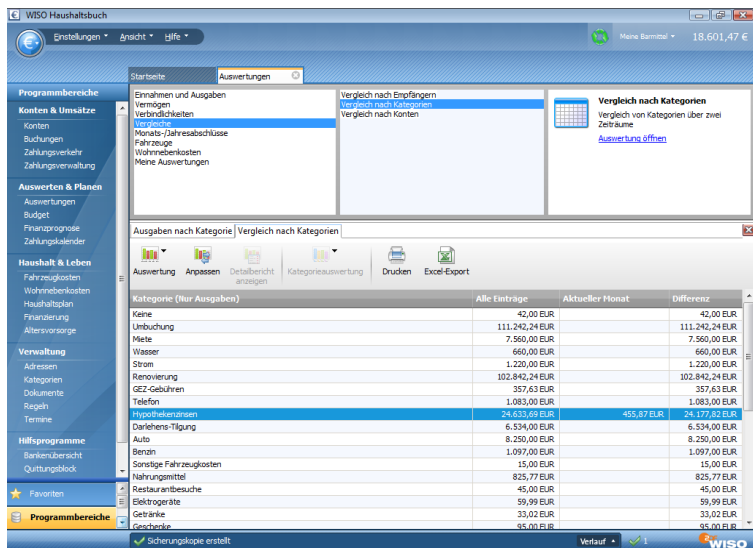 WISO Haushaltsbuch
Einstellungen Ansicht Hilfe
Meine Barmittel 18.601,47 €
Startseite Auswertungen
Programmbereiche
Konten & Umsätze
Konten
Buchungen
Zahlungsverkehr
Zahlungsverwaltung
Auswerten & Planen
Auswertungen
Budget
Finanzprognose
Zahlungskalender
Haushalt & Leben
Fahrzeugkosten
Wohnnebenkosten
Haushaltsplan
Finanzierung
Altersvorsorge
Verwaltung
Adressen
Kategorien
Dokumente
Regeln
Termine
Hilfsprogramme
Bankenübersicht
Quittungsblock
Favoriten
Programmbereiche
Einnahmen und Ausgaben
Vermögen
Verbindlichkeiten
Vergleiche
Monats-/Jahresabschlüsse
Fahrzeuge
Wohnnebenkosten
Meine Auswertungen
Vergleich nach Empfängern
Vergleich nach Kategorien
Vergleich nach Konten
Vergleich nach Kategorien
Vergleich von Kategorien über zwei
Zeiträume
Auswertung öffnen
Ausgaben nach Kategorie Vergleich nach Kategorien
Auswertung Anpassen Detailbericht anzeigen Kategorieauswertung Drucken Excel-Export
Kategorie (Nur Ausgaben) Alle Einträge Aktueller Monat Differenz
Keine 42,00 EUR 42,00 EUR
Umbuchung 111.242,24 EUR 111.242,24 EUR
Miete 7.560,00 EUR 7.560,00 EUR
Wasser 660,00 EUR 660,00 EUR
Strom 1.220,00 EUR 1.220,00 EUR
Renovierung 102.842,24 EUR 102.842,24 EUR
GEZ-Gebühren 357,63 EUR 357,63 EUR
Telefon 1.083,00 EUR 1.083,00 EUR
Hypothekenzinsen 24.633,69 EUR 455,87 EUR 24.177,82 EUR
Darlehens-Tilgung 6.534,00 EUR 6.534,00 EUR
Auto 8.250,00 EUR 8.250,00 EUR
Benzin 1.097,00 EUR 1.097,00 EUR
Sonstige Fahrzeugkosten 15,00 EUR 15,00 EUR
Nahrungsmittel 825,77 EUR 825,77 EUR
Restaurantbesuche 45,00 EUR 45,00 EUR
Elektrogeräte 59,99 EUR 59,99 EUR
Getränke 33,02 EUR 33,02 EUR
Geschenke 95,00 EUR 95,00 EUR
Sicherungskopie erstellt Verlauf 1 WISO